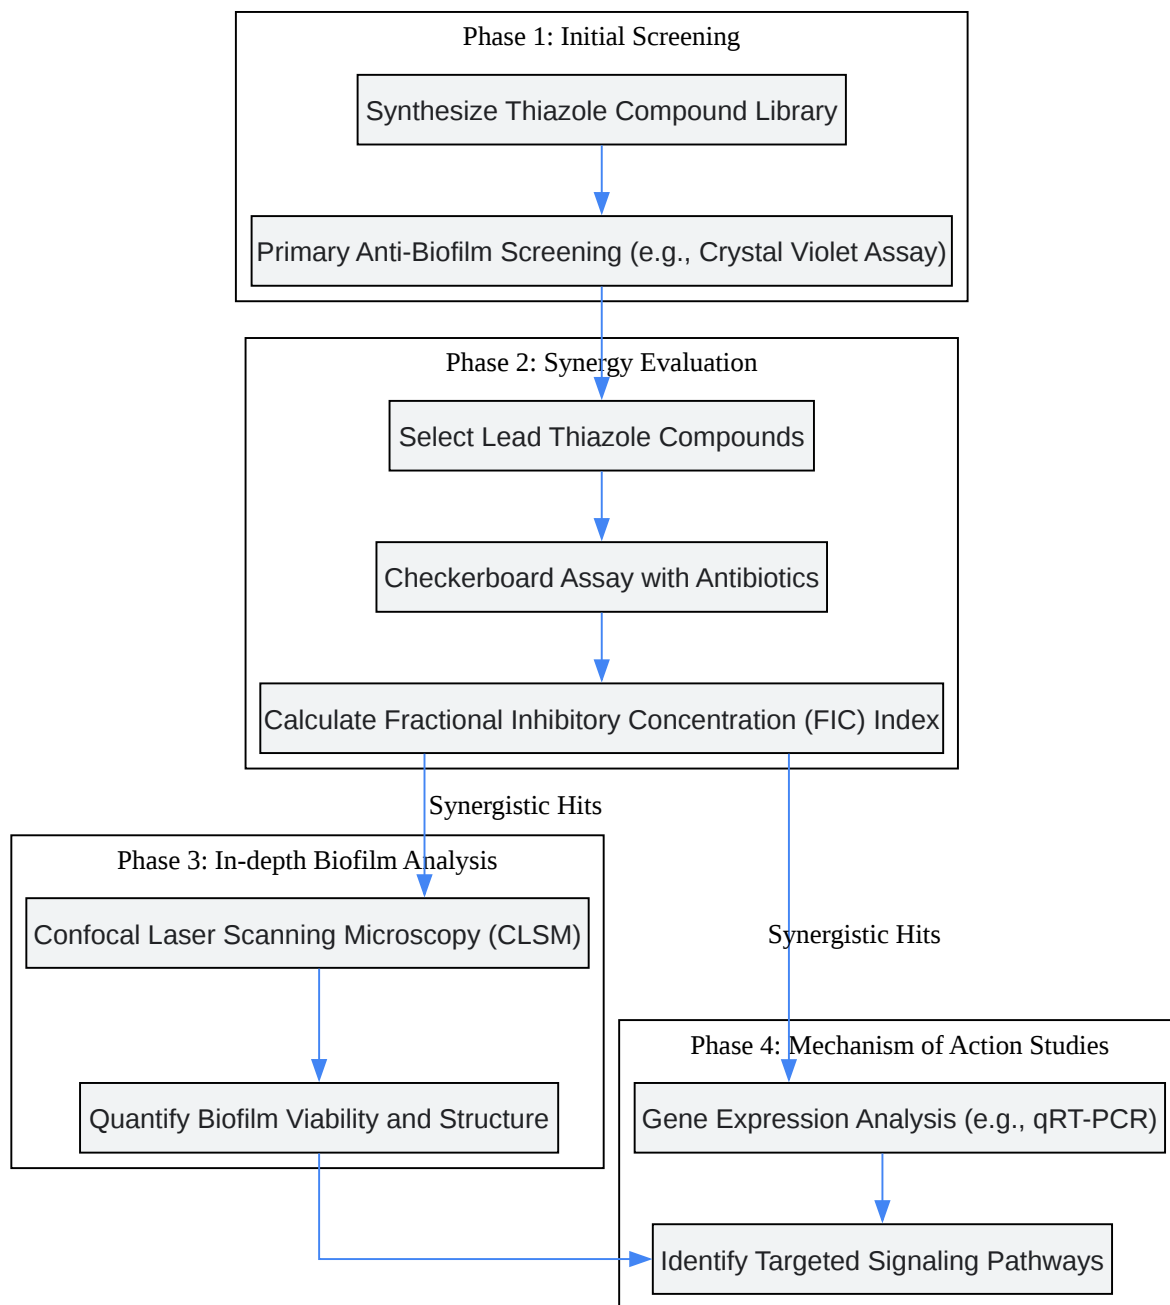 Phase 1: Initial Screening
Synthesize Thiazole Compound Library
Primary Anti-Biofilm Screening (e.g., Crystal Violet Assay)
Phase 2: Synergy Evaluation
Select Lead Thiazole Compounds
Checkerboard Assay with Antibiotics
Calculate Fractional Inhibitory Concentration (FIC) Index
Synergistic Hits
Phase 3: In-depth Biofilm Analysis
Confocal Laser Scanning Microscopy (CLSM)
Synergistic Hits
Quantify Biofilm Viability and Structure
Phase 4: Mechanism of Action Studies
Gene Expression Analysis (e.g., qRT-PCR)
Identify Targeted Signaling Pathways